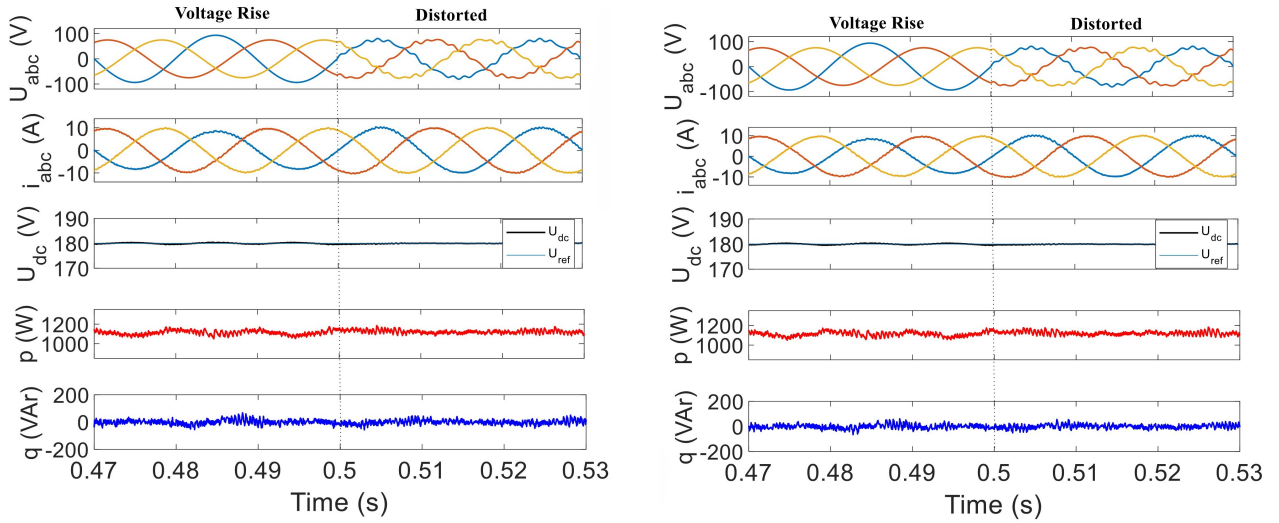 Voltage Rise Distorted
U_abc (V)
100
0
-100
i_abc (A)
10
0
-10
U_dc (V)
190
180
170
U_dc
U_ref
p (W)
1200
1000
q (VAr)
200
0
-200
0.47 0.48 0.49 0.5 0.51 0.52 0.53
Time (s)
Voltage Rise Distorted
U_abc (V)
100
0
-100
i_abc (A)
10
0
-10
U_dc (V)
190
180
170
U_dc
U_ref
p (W)
1200
1000
q (VAr)
200
0
-200
0.47 0.48 0.49 0.5 0.51 0.52 0.53
Time (s)